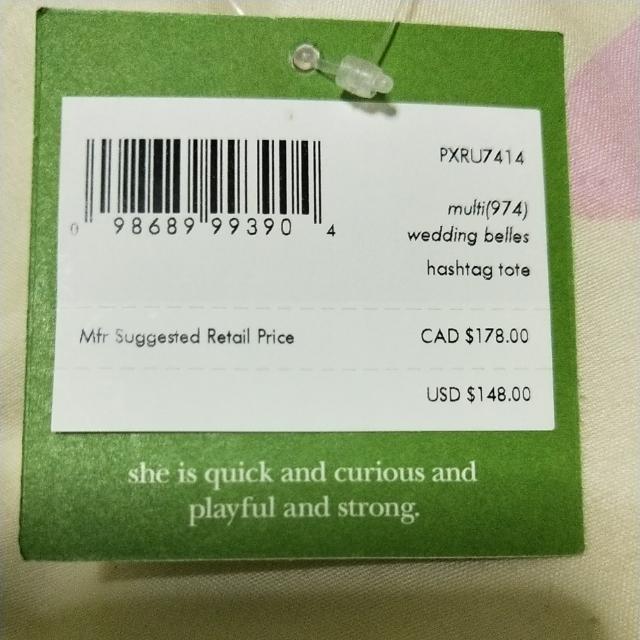 PXRU7414
multi(974)
wedding belles
hashtag tote
0 98689 99390 4
Mfr Suggested Retail Price CAD $178.00
USD $148.00
she is quick and curious and
playful and strong.